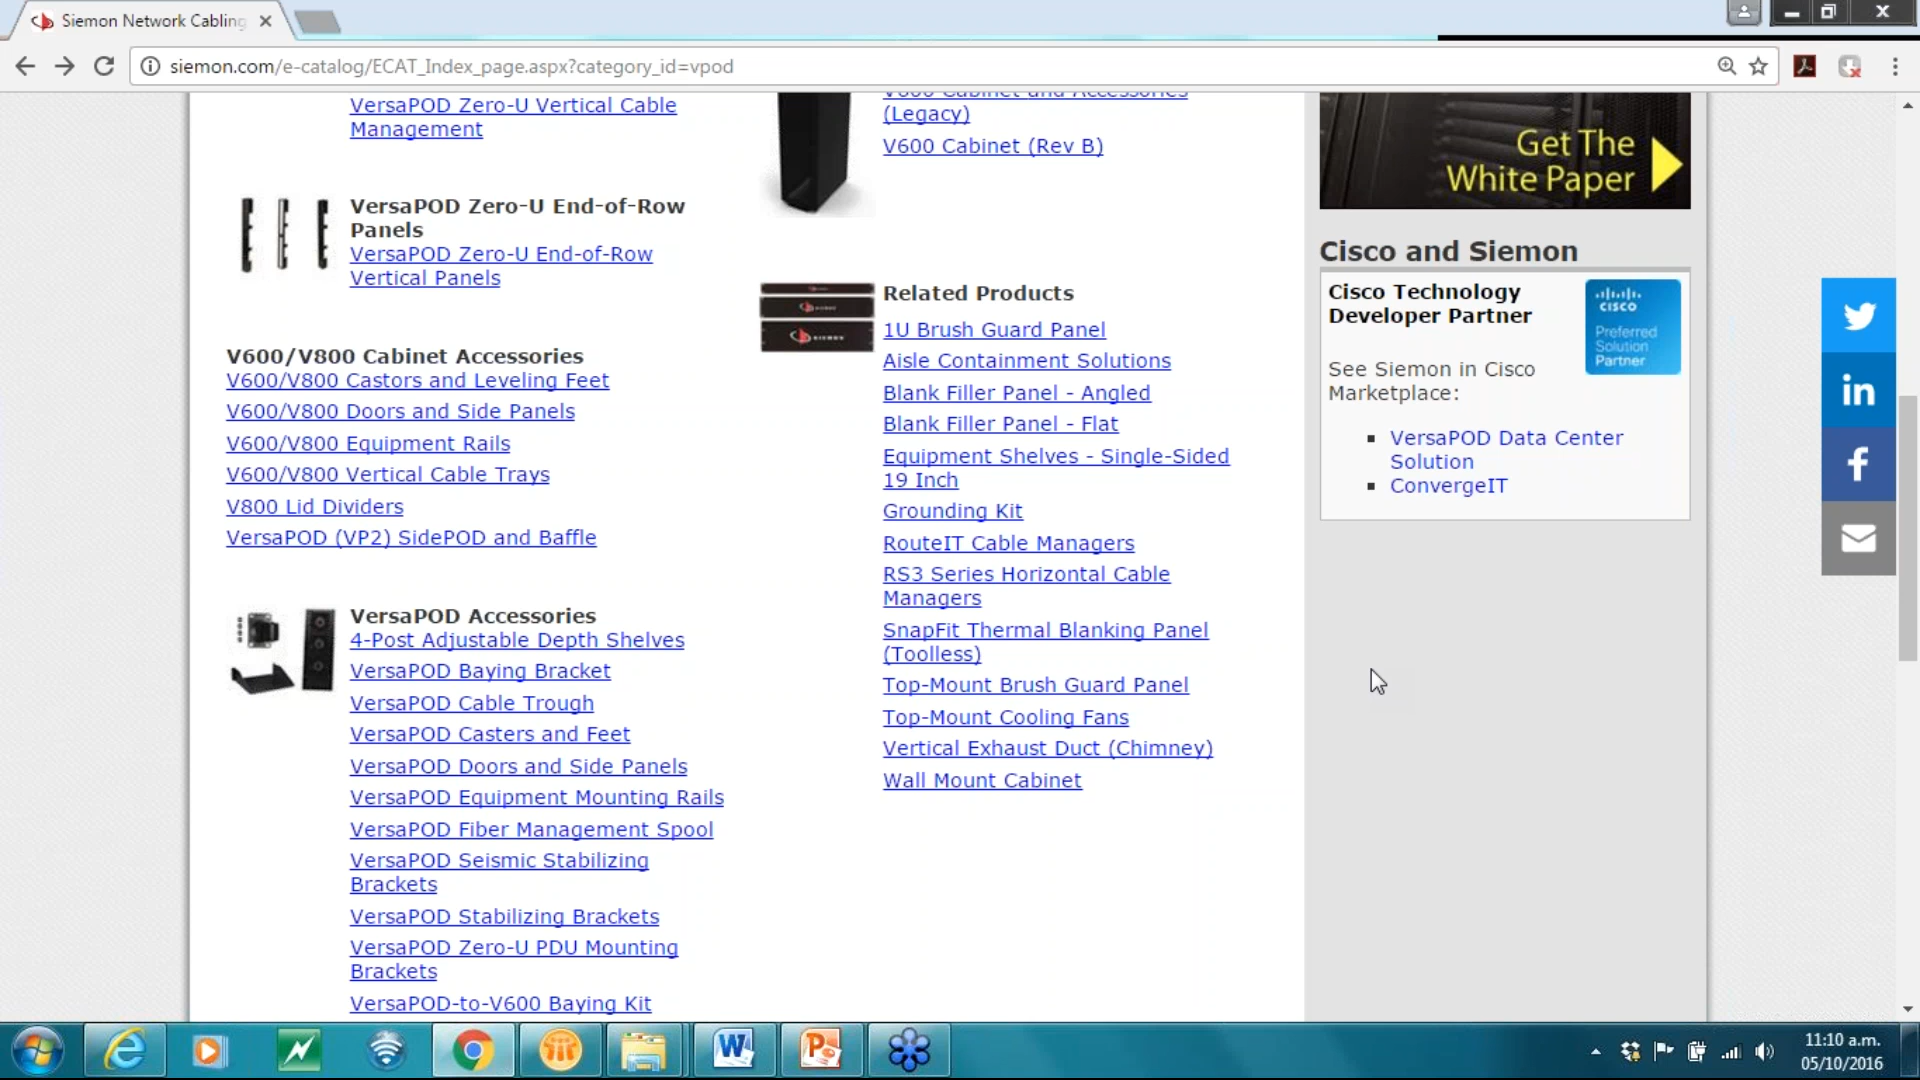 Siemon Network Cabling
siemon.com/e-catalog/ECAT_Index_page.aspx?category_id=vpod
VersaPOD Zero-U Vertical Cable
Management
VersaPOD Zero-U End-of-Row
Panels
VersaPOD Zero-U End-of-Row
Vertical Panels
V600/V800 Cabinet Accessories
V600/V800 Castors and Leveling Feet
V600/V800 Doors and Side Panels
V600/V800 Equipment Rails
V600/V800 Vertical Cable Trays
V800 Lid Dividers
VersaPOD (VP2) SidePOD and Baffle
VersaPOD Accessories
4-Post Adjustable Depth Shelves
VersaPOD Baying Bracket
VersaPOD Cable Trough
VersaPOD Casters and Feet
VersaPOD Doors and Side Panels
VersaPOD Equipment Mounting Rails
VersaPOD Fiber Management Spool
VersaPOD Seismic Stabilizing
Brackets
VersaPOD Stabilizing Brackets
VersaPOD Zero-U PDU Mounting
Brackets
VersaPOD-to-V600 Baying Kit
Cabinet and Accessories
(Legacy)
V600 Cabinet (Rev B)
Related Products
1U Brush Guard Panel
Aisle Containment Solutions
Blank Filler Panel - Angled
Blank Filler Panel - Flat
Equipment Shelves - Single-Sided
19 Inch
Grounding Kit
RouteIT Cable Managers
RS3 Series Horizontal Cable
Managers
SnapFit Thermal Blanking Panel
(Toolless)
Top-Mount Brush Guard Panel
Top-Mount Cooling Fans
Vertical Exhaust Duct (Chimney)
Wall Mount Cabinet
SIEMON
Get The
White Paper
Cisco and Siemon
Cisco Technology
Developer Partner
CISCO
Preferred
Solution
Partner
See Siemon in Cisco
Marketplace:
VersaPOD Data Center
Solution
ConvergeIT
11:10 a.m.
05/10/2016